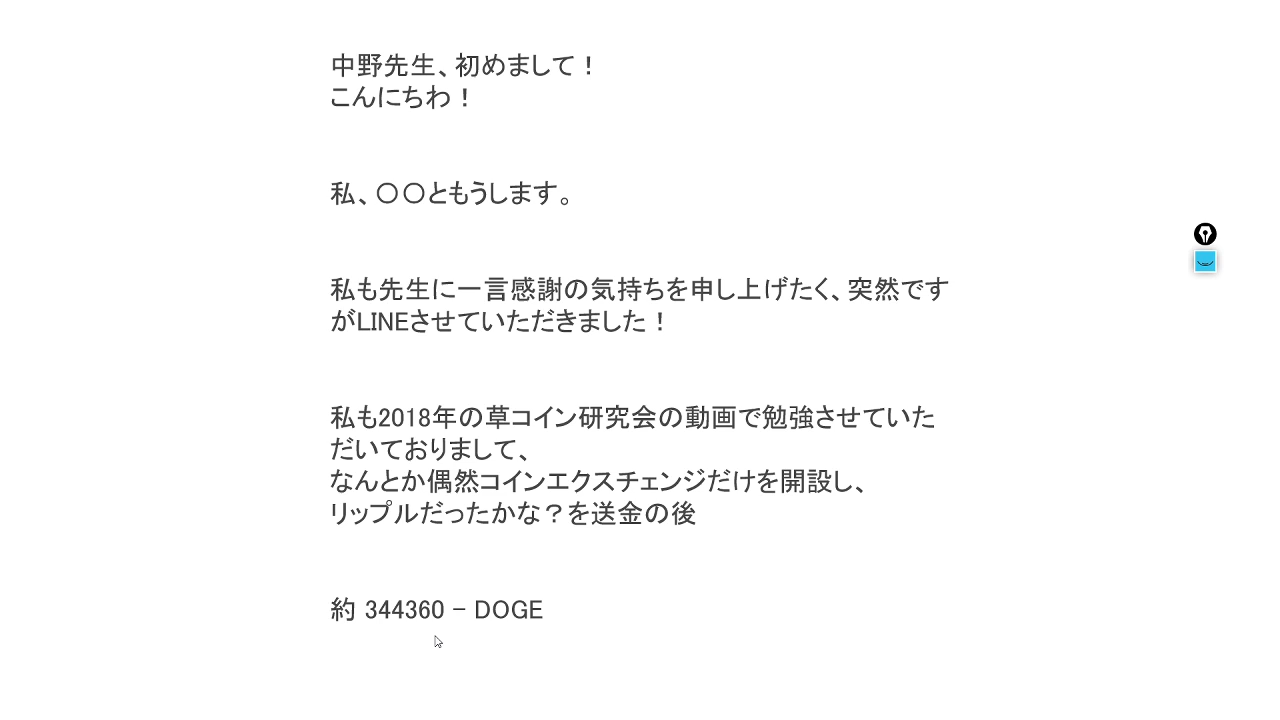 中野先生、初めまして！
こんにちわ！
私、〇〇ともうします。
私も先生に一言感謝の気持ちを申し上げたく、突然です
がLINEさせていただきました！
私も2018年の草コイン研究会の動画で勉強させていた
だいておりまして、
なんとか偶然コインエクスチェンジだけを開設し、
リップルだったかな？を送金の後
約 344360 − DOGE